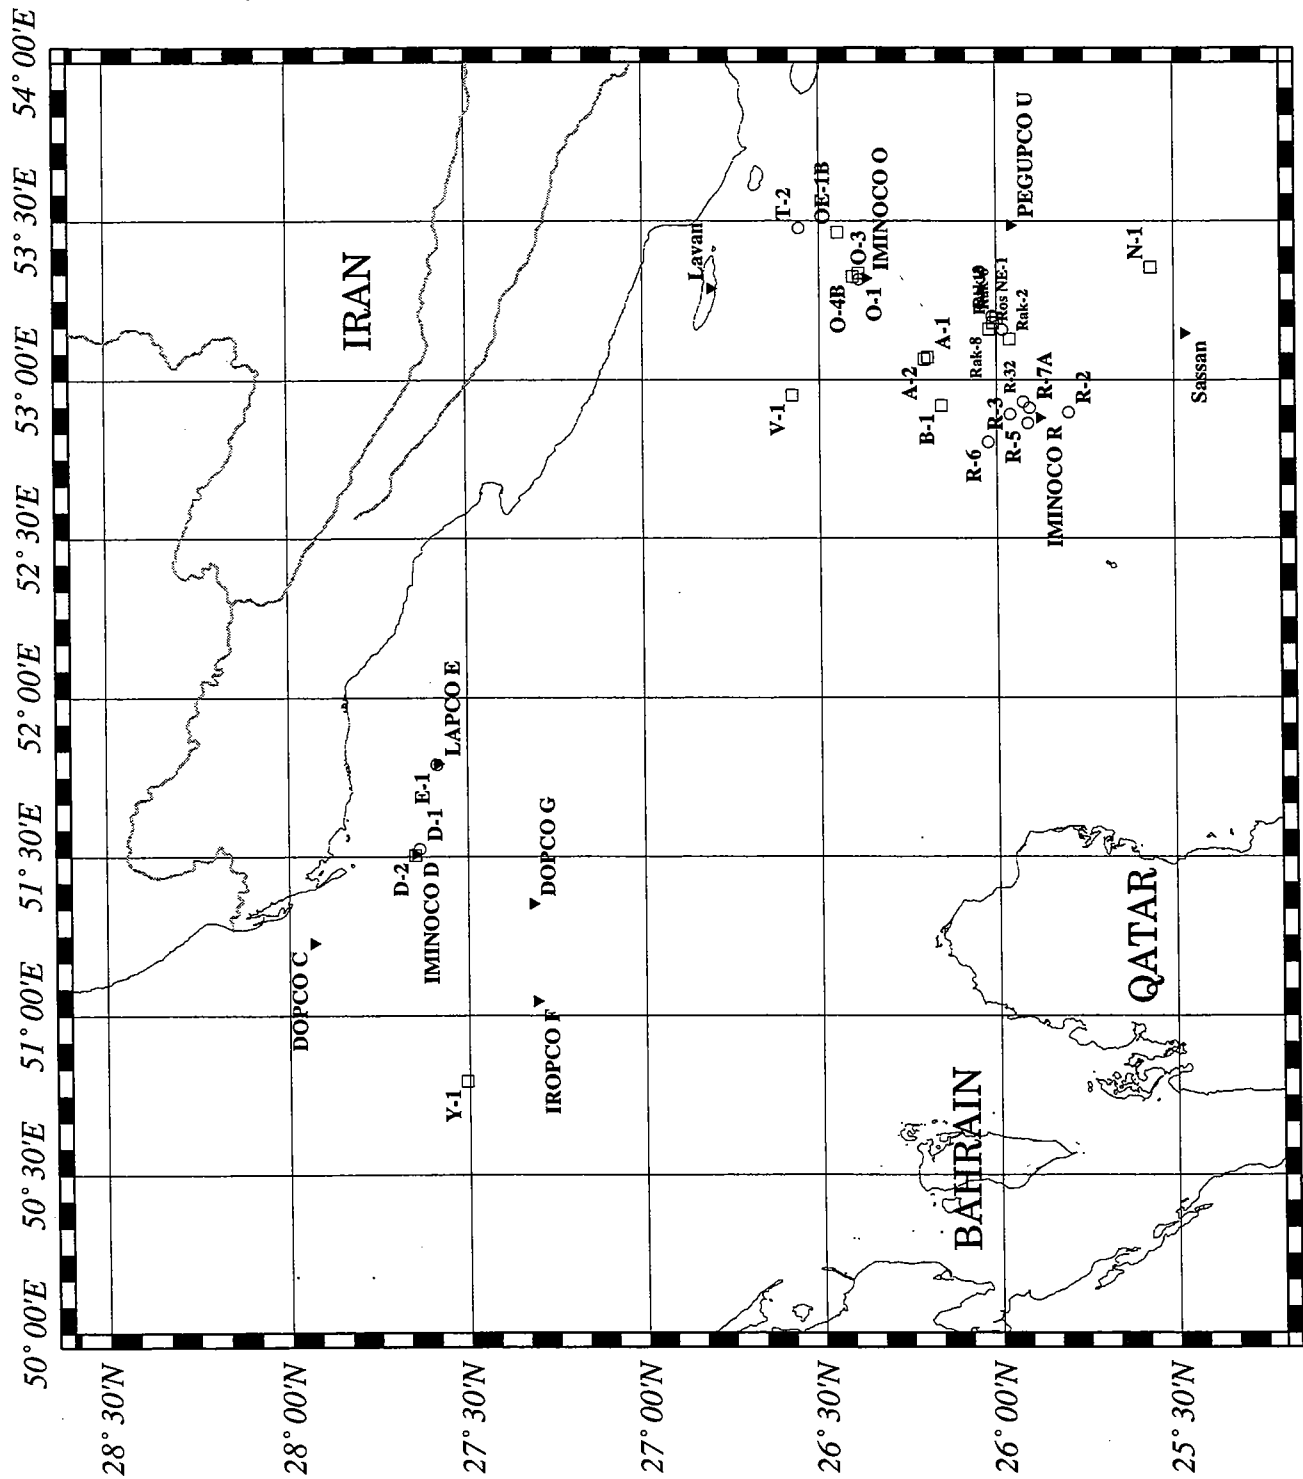 50° 00'E
50° 30'E
51° 00'E
51° 30'E
52° 00'E
52° 30'E
53° 00'E
53° 30'E
54° 00'E
28° 30'N
28° 00'N
27° 30'N
27° 00'N
26° 30'N
26° 00'N
25° 30'N
IRAN
DOPCO C
D-2
D-1
IMINOCO D
E-1
LAPCO E
Y-1
IROPCO F
DOPCO G
Lavan
T-2
OE-1B
V-1
O-4B
O-3
O-1
IMINOCO O
A-2
A-1
B-1
Rak-8
Ros NE-1
Rak-2
PEGUPCO U
R-6
R-3
R-32
R-5
R-7A
R-2
IMINOCO R
N-1
Sassan
BAHRAIN
QATAR